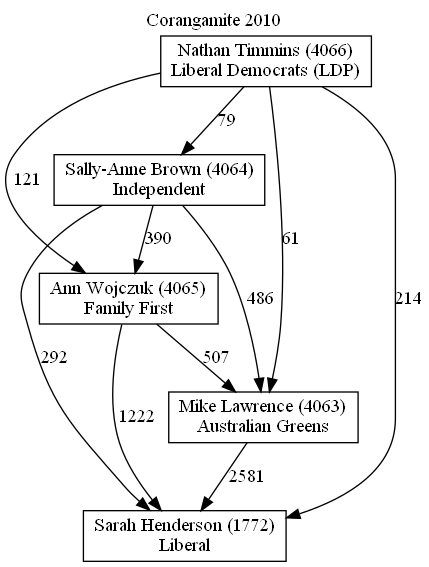 Corangamite 2010
Nathan Timmins (4066)
Liberal Democrats (LDP)
79
121
Sally-Anne Brown (4064)
Independent
390
61
Ann Wojczuk (4065)
Family First
486
214
292
507
1222
Mike Lawrence (4063)
Australian Greens
2581
Sarah Henderson (1772)
Liberal